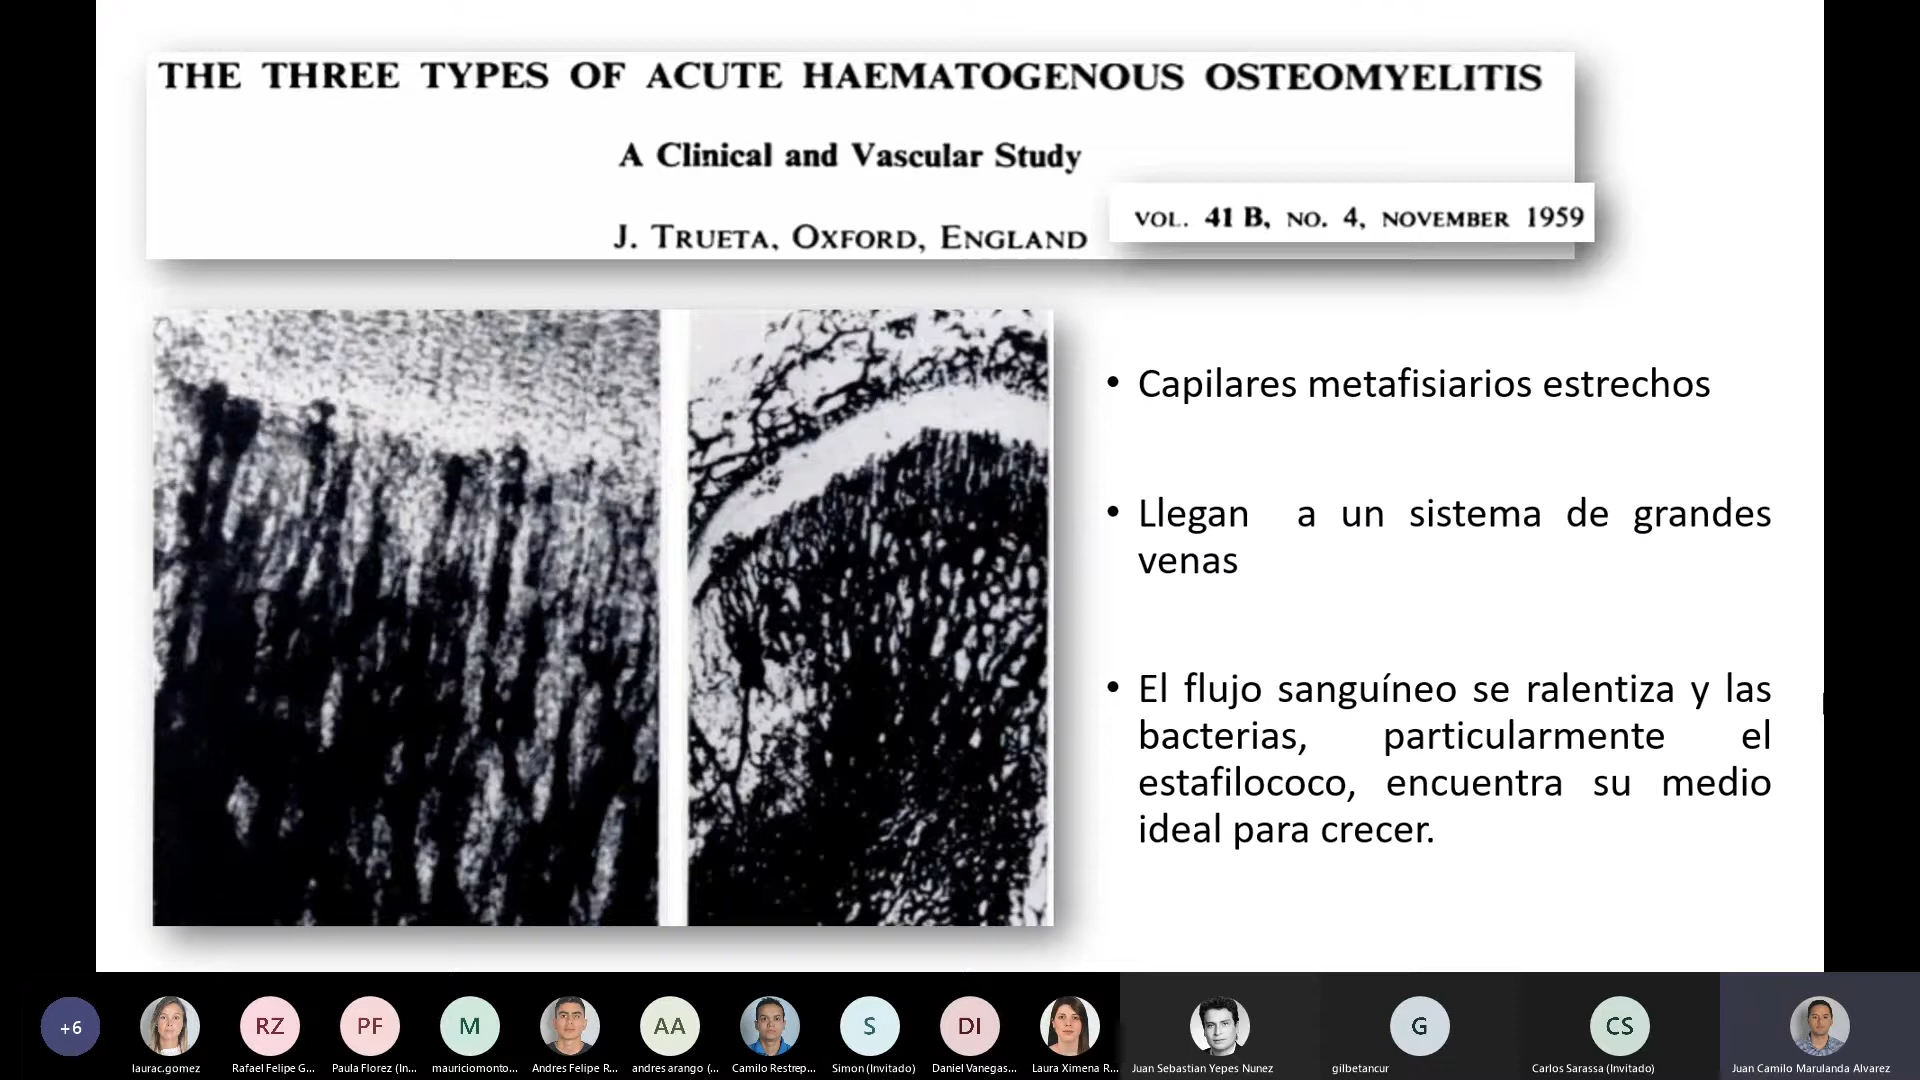 THE THREE TYPES OF ACUTE HAEMATOGENOUS OSTEOMYELITIS
A Clinical and Vascular Study
J. TRUETA, OXFORD, ENGLAND
VOL. 41 B, NO. 4, NOVEMBER 1959
• Capilares metafisiarios estrechos
• Llegan a un sistema de grandes
venas
• El flujo sanguíneo se ralentiza y las
bacterias, particularmente el
estafilococo, encuentra su medio
ideal para crecer.
+6
RZ
PF
M
AA
S
DI
G
CS
laurac.gomez
Rafael Felipe G...
Paula Florez (In...
mauriciomonto...
Andres Felipe R...
andres arango (...
Camilo Restrep...
Simon (Invitado)
Daniel Vanegas...
Laura Ximena R...
Juan Sebastian Yepes Nunez
gilbetancur
Carlos Sarassa (Invitado)
Juan Camilo Marulanda Alvarez